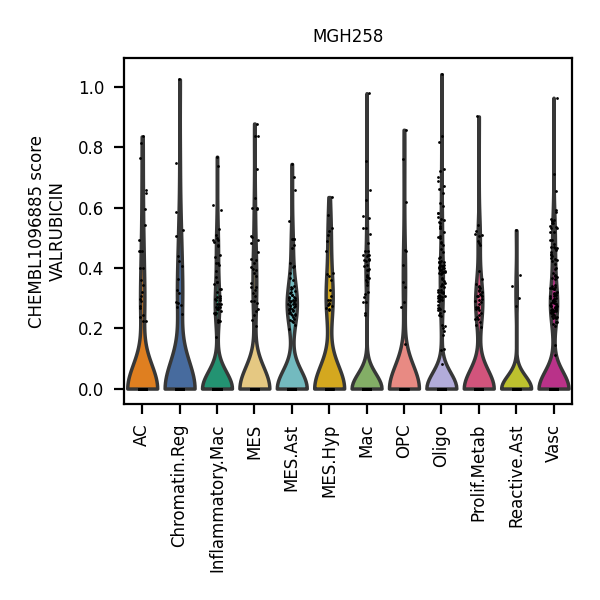 MGH258
CHEMBL1096885 score
VALRUBICIN
1.0
0.8
0.6
0.4
0.2
0.0
AC
Chromatin.Reg
Inflammatory.Mac
MES
MES.Ast
MES.Hyp
Mac
OPC
Oligo
Prolif.Metab
Reactive.Ast
Vasc